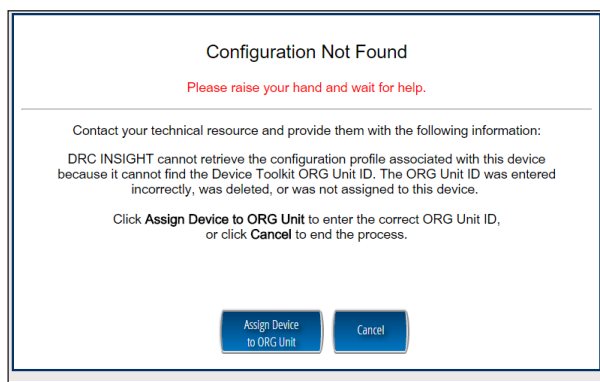 Configuration Not Found
Please raise your hand and wait for help.
Contact your technical resource and provide them with the following information:
DRC INSIGHT cannot retrieve the configuration profile associated with this device
because it cannot find the Device Toolkit ORG Unit ID. The ORG Unit ID was entered
incorrectly, was deleted, or was not assigned to this device.
Click Assign Device to ORG Unit to enter the correct ORG Unit ID,
or click Cancel to end the process.
Assign Device
to ORG Unit
Cancel